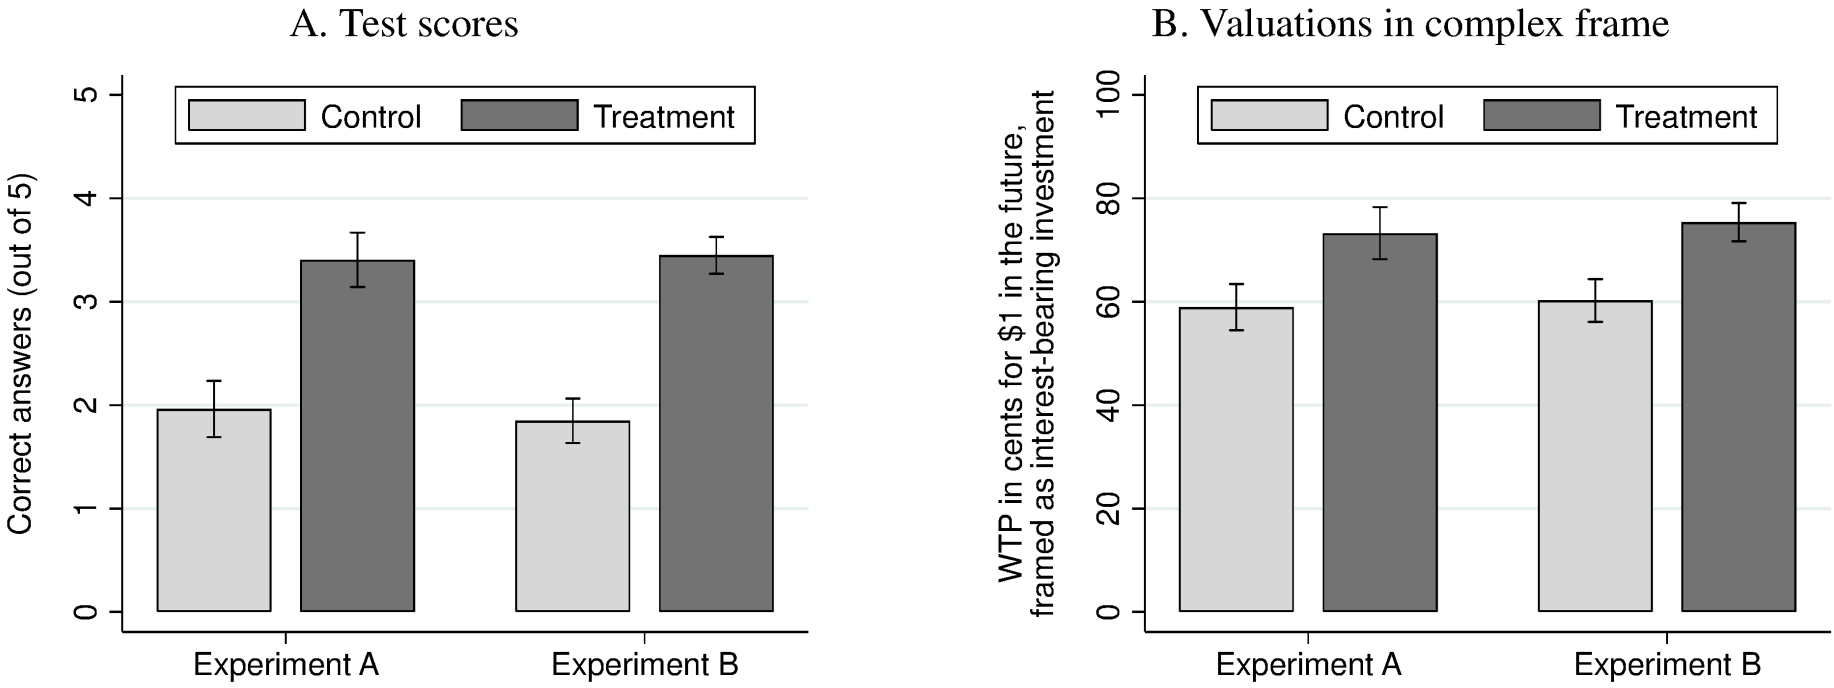 A. Test scores
Correct answers (out of 5)
5
4
3
2
1
0
Control
Treatment
Experiment A
Experiment B
B. Valuations in complex frame
WTP in cents for $1 in the future,
framed as interest-bearing investment
100
80
60
40
20
0
Control
Treatment
Experiment A
Experiment B